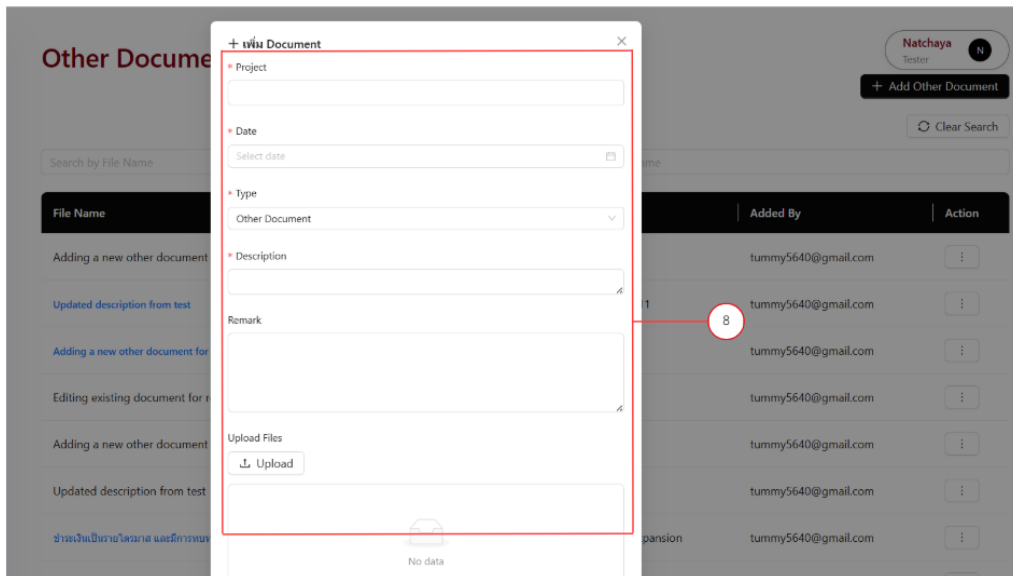 Other Docume
+ เพิ่ม Document
Natchaya
Tester
N
+ Add Other Document
Clear Search
* Project
* Date
Select date
* Type
Other Document
* Description
Remark
Upload Files
Upload
No data
8
Search by File Name
File Name
Added By
Action
Adding a new other document
tummy5640@gmail.com
Updated description from test
11
tummy5640@gmail.com
Adding a new other document for
tummy5640@gmail.com
Editing existing document for r
tummy5640@gmail.com
Adding a new other document
tummy5640@gmail.com
Updated description from test
tummy5640@gmail.com
ชำระเงินเป็นรายไตรมาส และมีการทบท
pansion
tummy5640@gmail.com